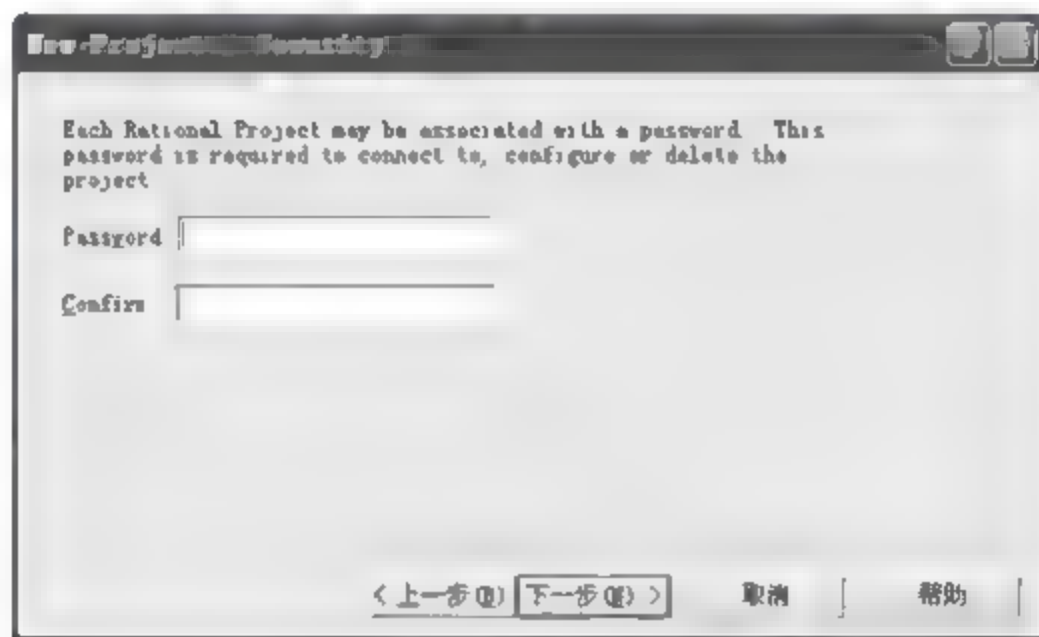 Each Rational Project may be associated with a password This
password is required to connect to, configure or delete the
project
Password
Confirm
< 上一步(B) 下一步(N) > 取消 帮助